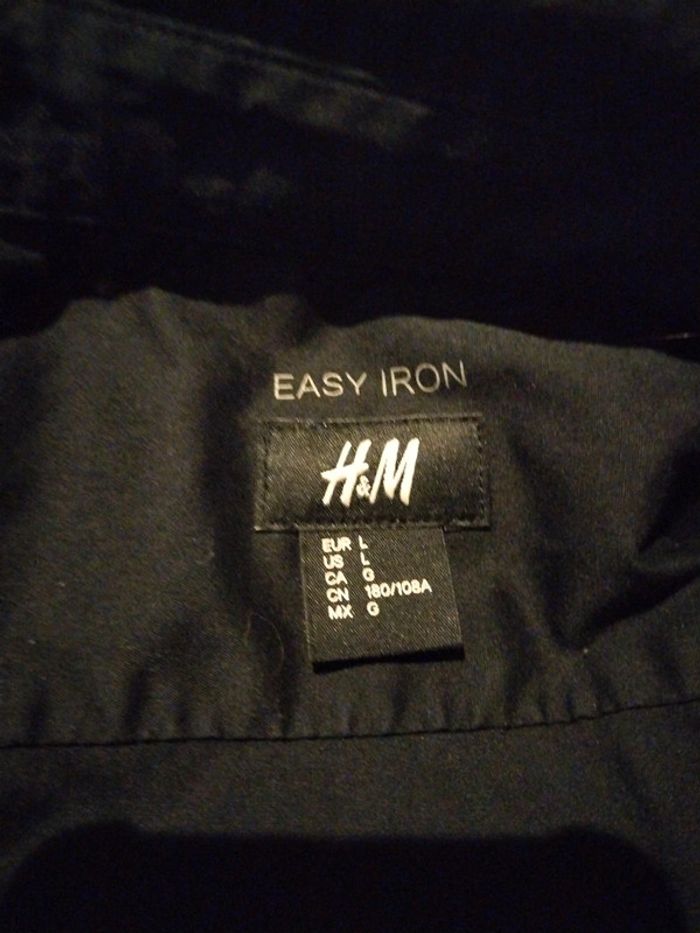 EASY IRON
H&M
EUR L
US L
CA G
CN 180/108A
MX G